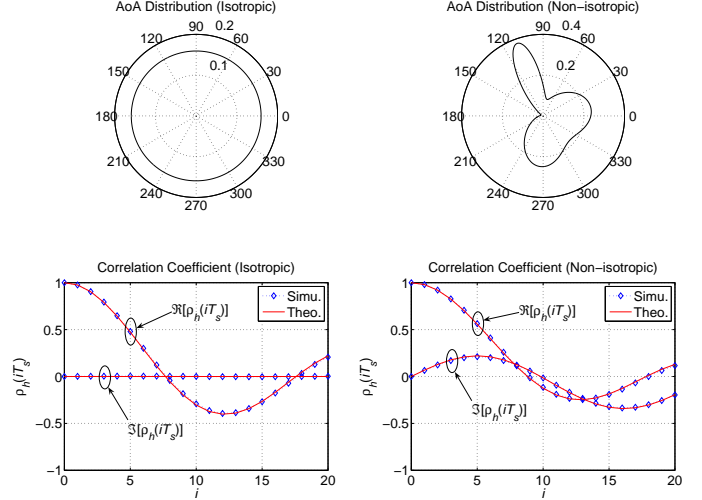 AoA Distribution (Isotropic)
90
0.2
120
60
0.1
150
30
180
0
210
330
240
300
270
AoA Distribution (Non-isotropic)
90
0.4
120
60
0.2
150
30
180
0
210
330
240
300
270
Correlation Coefficient (Isotropic)
1
0.5
0
−0.5
−1
ρh(iTs)
Simu.
Theo.
ℜ[ρh(iTs)]
ℑ[ρh(iTs)]
0 5 10 15 20
i
Correlation Coefficient (Non−isotropic)
1
0.5
0
−0.5
−1
ρh(iTs)
Simu.
Theo.
ℜ[ρh(iTs)]
ℑ[ρh(iTs)]
0 5 10 15 20
i